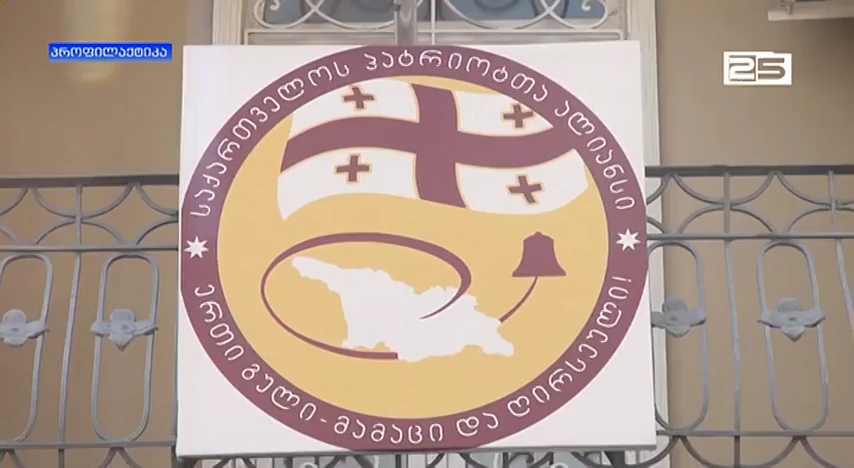 პროფილაქტიკა
25
საქართველოს პატრიოტთა ალიანსი
ერთი გული - მამაცი და ღირსეული!